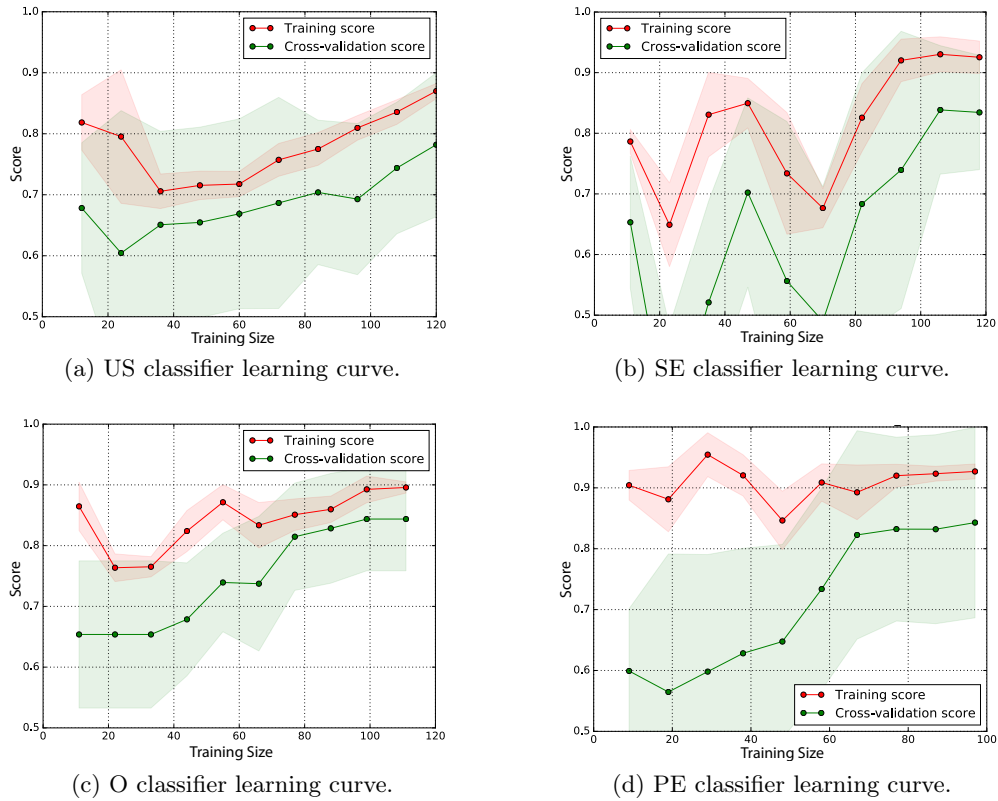 1.0
0.9
0.8
0.7
0.6
0.5
0 20 40 60 80 100 120
Score
Training Size
Training score
Cross-validation score
(a) US classifier learning curve.
1.0
0.9
0.8
0.7
0.6
0.5
0 20 40 60 80 100 120
Score
Training Size
Training score
Cross-validation score
(b) SE classifier learning curve.
1.0
0.9
0.8
0.7
0.6
0.5
0 20 40 60 80 100 120
Score
Training Size
Training score
Cross-validation score
(c) O classifier learning curve.
1.0
0.9
0.8
0.7
0.6
0.5
0 20 40 60 80 100
Score
Training Size
Training score
Cross-validation score
(d) PE classifier learning curve.